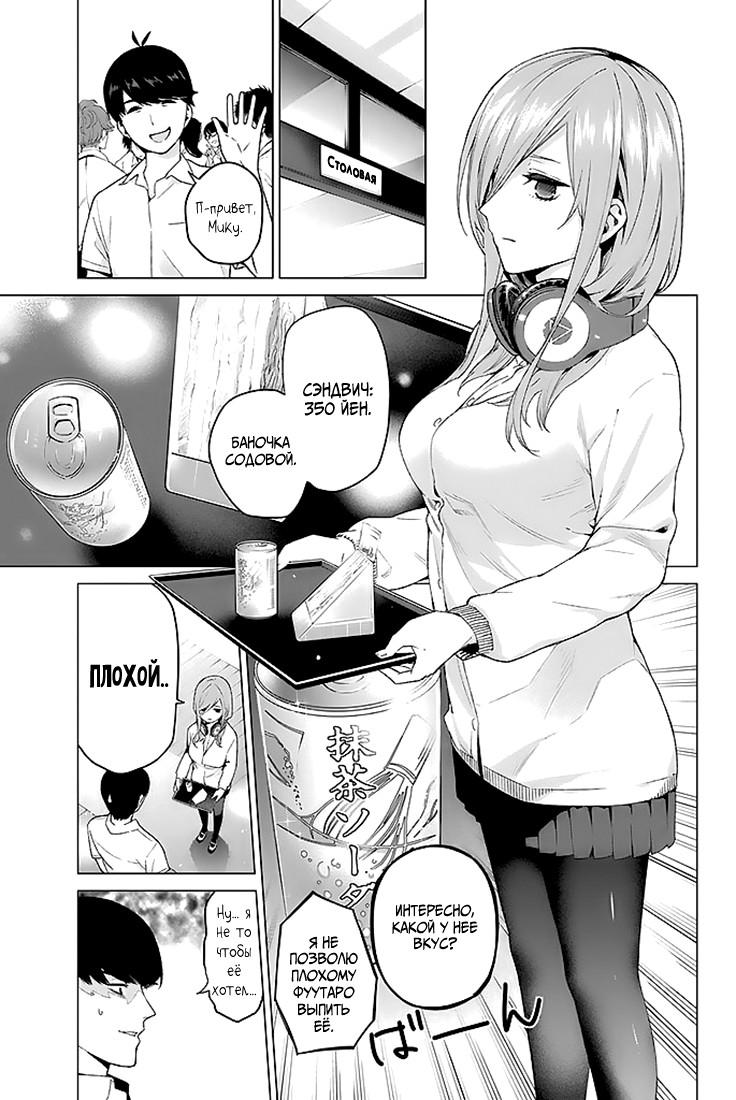 Столовая
П-привет,
Мику.
СЭНДВИЧ:
350 ЙЕН.
БАНОЧКА
СОДОВОЙ.
ИНТЕРЕСНО,
КАКОЙ У НЕЕ
ВКУС?
抹茶ソーダ
ばーん
Я НЕ
ПОЗВОЛЮ
ПЛОХОМУ
ФУУТАРО
ВЫПИТЬ
ЕЁ.
ПЛОХОЙ..
Ну... я
не то
чтобы
её
хотел...